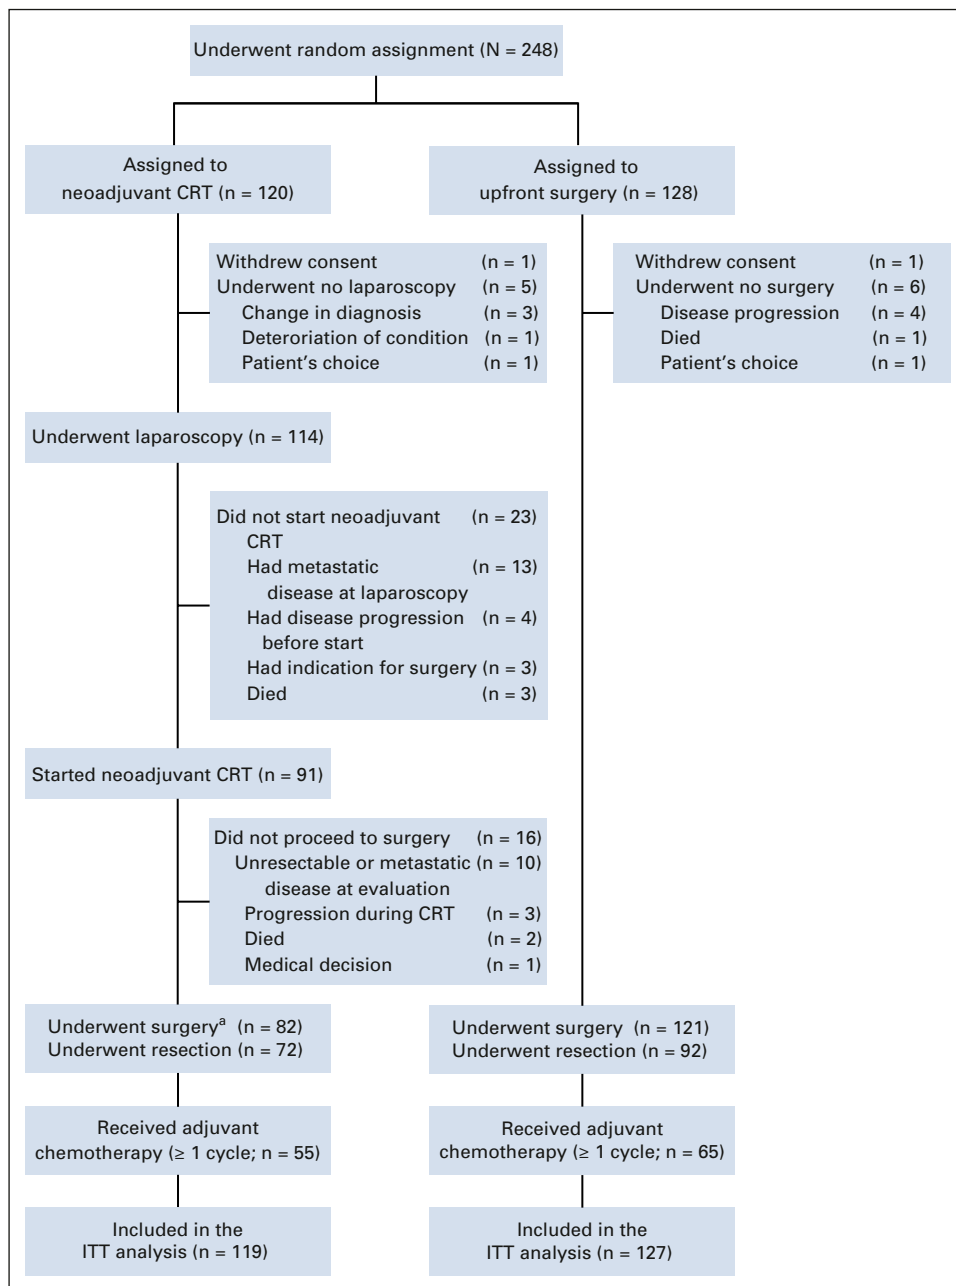 Underwent random assignment (N = 248)
Assigned to
neoadjuvant CRT (n = 120)
Assigned to
upfront surgery (n = 128)
Withdrew consent (n = 1)
Underwent no laparoscopy (n = 5)
Change in diagnosis (n = 3)
Deteroriation of condition (n = 1)
Patient's choice (n = 1)
Withdrew consent (n = 1)
Underwent no surgery (n = 6)
Disease progression (n = 4)
Died (n = 1)
Patient's choice (n = 1)
Underwent laparoscopy (n = 114)
Did not start neoadjuvant (n = 23)
CRT
Had metastatic (n = 13)
disease at laparoscopy
Had disease progression (n = 4)
before start
Had indication for surgery (n = 3)
Died (n = 3)
Started neoadjuvant CRT (n = 91)
Did not proceed to surgery (n = 16)
Unresectable or metastatic (n = 10)
disease at evaluation
Progression during CRT (n = 3)
Died (n = 2)
Medical decision (n = 1)
Underwent surgeryᵃ (n = 82)
Underwent resection (n = 72)
Underwent surgery (n = 121)
Underwent resection (n = 92)
Received adjuvant
chemotherapy (≥ 1 cycle; n = 55)
Received adjuvant
chemotherapy (≥ 1 cycle; n = 65)
Included in the
ITT analysis (n = 119)
Included in the
ITT analysis (n = 127)